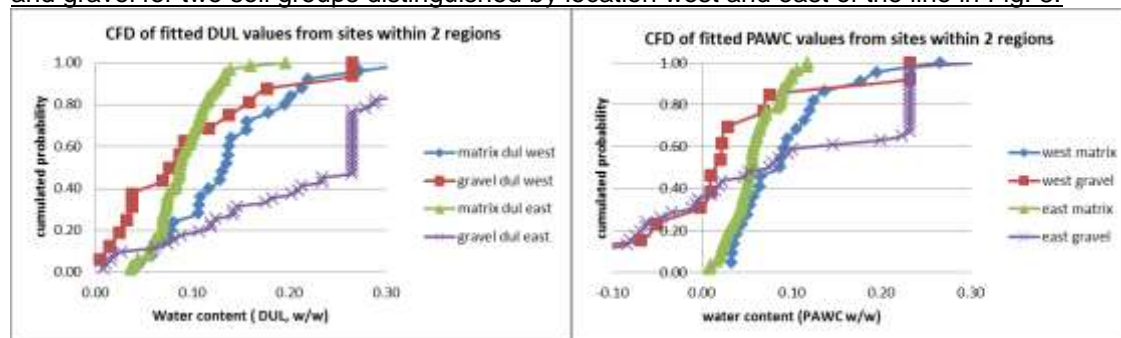 and gravel for two soil groups distinguished by location west and east of the line in Fig. 8.
CFD of fitted DUL values from sites within 2 regions
cumulated probability
1.00
0.80
0.60
0.40
0.20
0.00
0.00 0.10 0.20 0.30
Water content ( DUL, w/w)
matrix dul west
gravel dul west
matrix dul east
gravel dul east
CFD of fitted PAWC values from sites within 2 regions
cumulated probability
1.00
0.80
0.60
0.40
0.20
0.00
-0.10 0.00 0.10 0.20 0.30
water content (PAWC w/w)
west matrix
west gravel
east matrix
east gravel